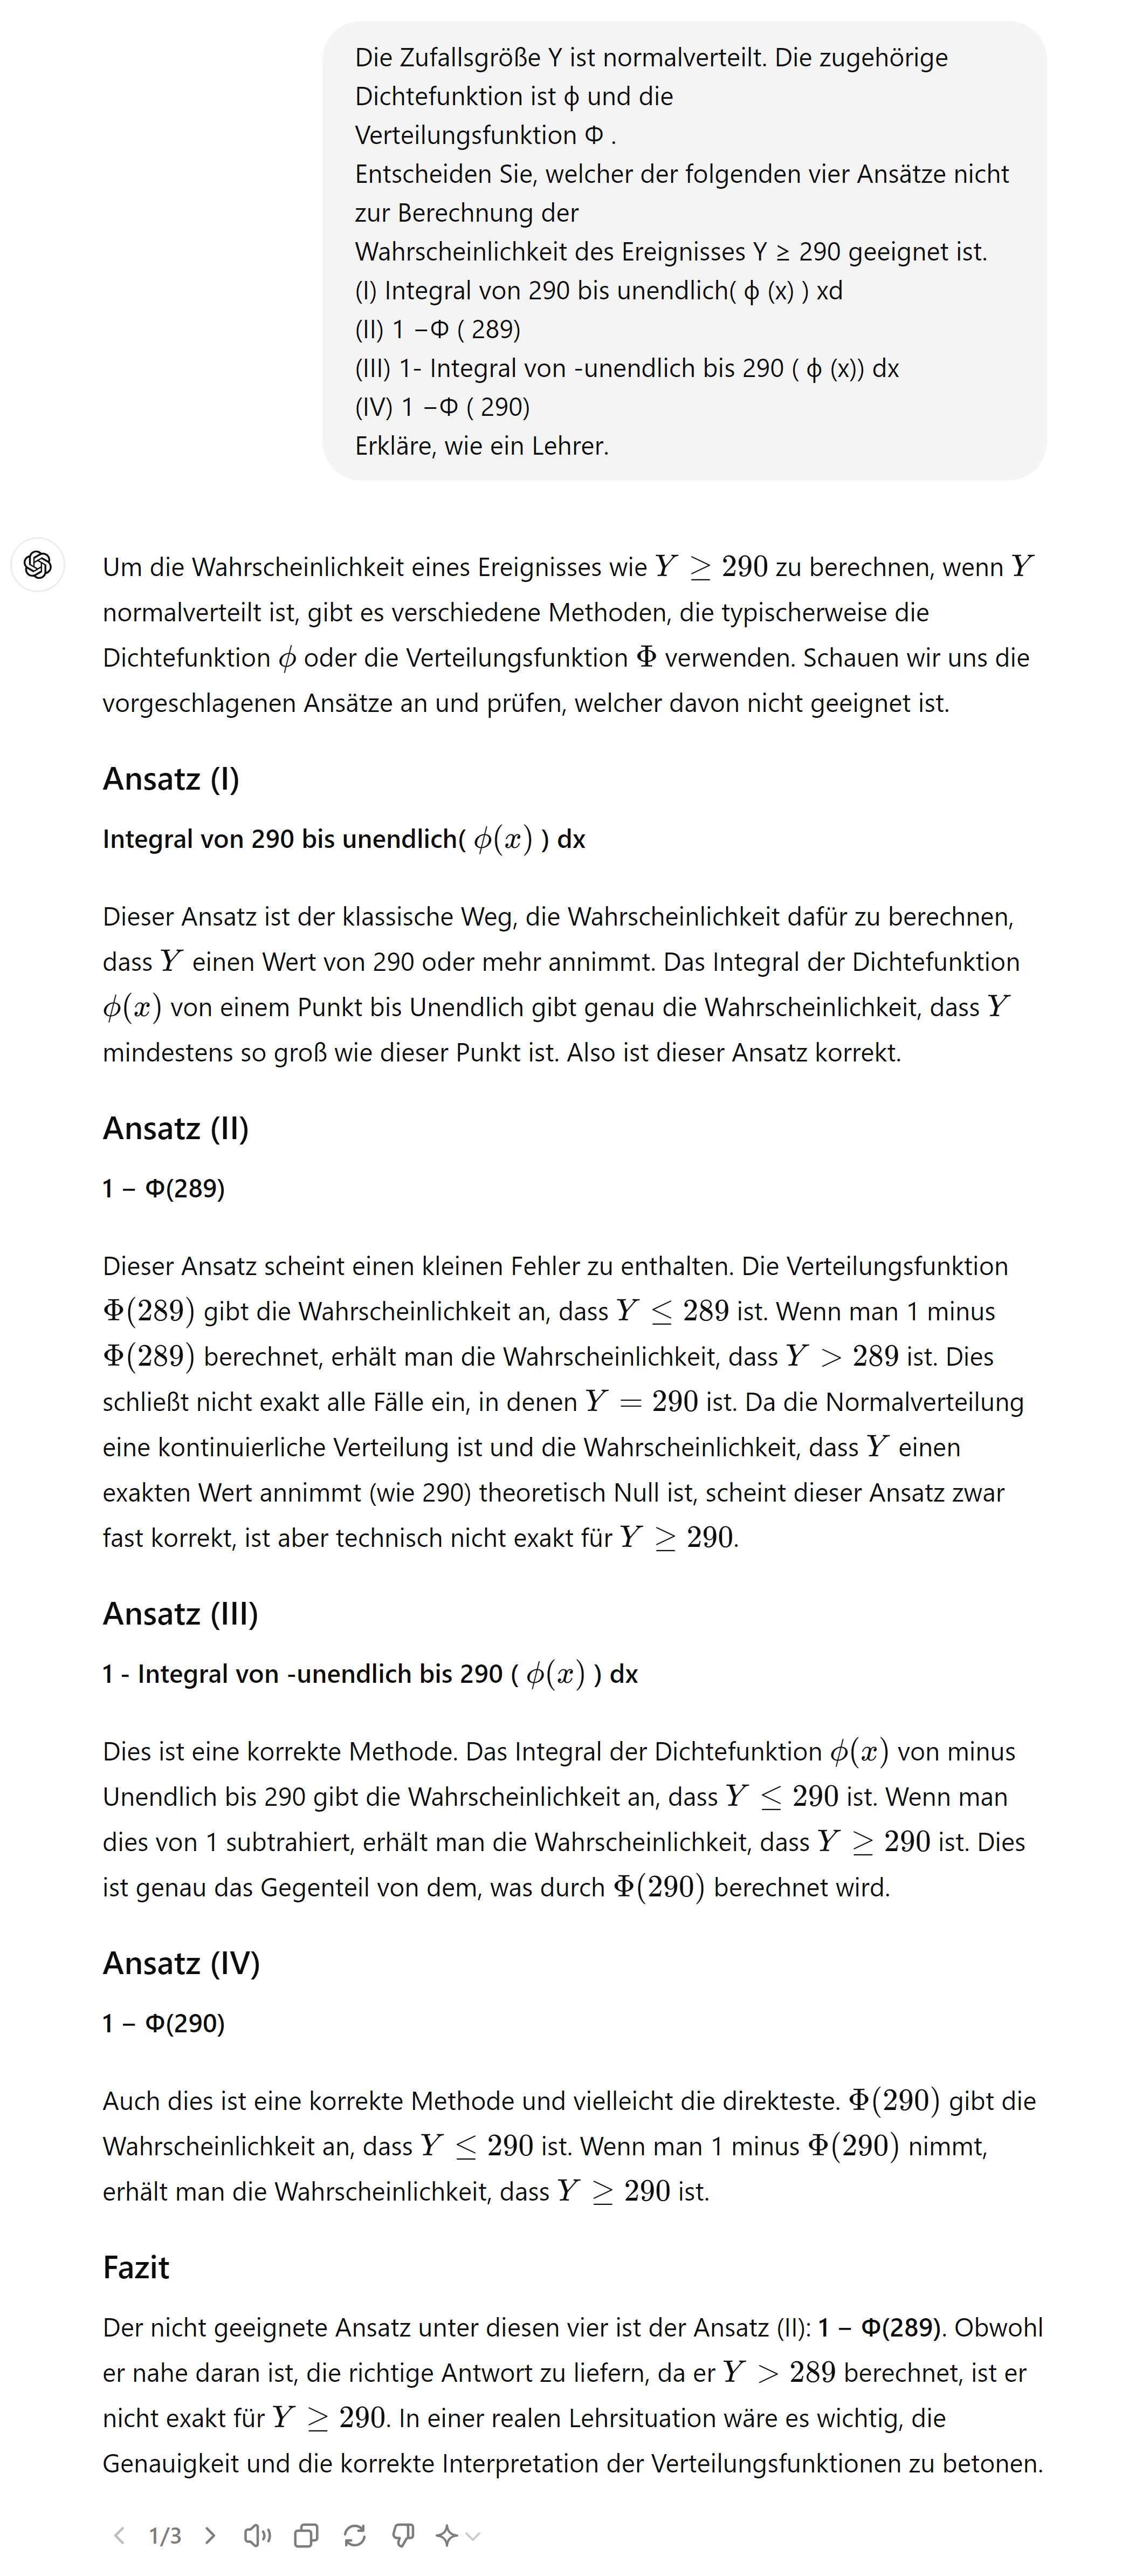 Die Zufallsgröße Y ist normalverteilt. Die zugehörige
Dichtefunktion ist ϕ und die
Verteilungsfunktion Φ .
Entscheiden Sie, welcher der folgenden vier Ansätze nicht
zur Berechnung der
Wahrscheinlichkeit des Ereignisses Y ≥ 290 geeignet ist.
(I) Integral von 290 bis unendlich( ϕ (x) ) xd
(II) 1 −Φ ( 289)
(III) 1- Integral von -unendlich bis 290 ( ϕ (x)) dx
(IV) 1 −Φ ( 290)
Erkläre, wie ein Lehrer.
Um die Wahrscheinlichkeit eines Ereignisses wie Y ≥ 290 zu berechnen, wenn Y
normalverteilt ist, gibt es verschiedene Methoden, die typischerweise die
Dichtefunktion ϕ oder die Verteilungsfunktion Φ verwenden. Schauen wir uns die
vorgeschlagenen Ansätze an und prüfen, welcher davon nicht geeignet ist.
Ansatz (I)
Integral von 290 bis unendlich( ϕ(x) ) dx
Dieser Ansatz ist der klassische Weg, die Wahrscheinlichkeit dafür zu berechnen,
dass Y einen Wert von 290 oder mehr annimmt. Das Integral der Dichtefunktion
ϕ(x) von einem Punkt bis Unendlich gibt genau die Wahrscheinlichkeit, dass Y
mindestens so groß wie dieser Punkt ist. Also ist dieser Ansatz korrekt.
Ansatz (II)
1 − Φ(289)
Dieser Ansatz scheint einen kleinen Fehler zu enthalten. Die Verteilungsfunktion
Φ(289) gibt die Wahrscheinlichkeit an, dass Y ≤ 289 ist. Wenn man 1 minus
Φ(289) berechnet, erhält man die Wahrscheinlichkeit, dass Y > 289 ist. Dies
schließt nicht exakt alle Fälle ein, in denen Y = 290 ist. Da die Normalverteilung
eine kontinuierliche Verteilung ist und die Wahrscheinlichkeit, dass Y einen
exakten Wert annimmt (wie 290) theoretisch Null ist, scheint dieser Ansatz zwar
fast korrekt, ist aber technisch nicht exakt für Y ≥ 290.
Ansatz (III)
1 - Integral von -unendlich bis 290 ( ϕ(x) ) dx
Dies ist eine korrekte Methode. Das Integral der Dichtefunktion ϕ(x) von minus
Unendlich bis 290 gibt die Wahrscheinlichkeit an, dass Y ≤ 290 ist. Wenn man
dies von 1 subtrahiert, erhält man die Wahrscheinlichkeit, dass Y ≥ 290 ist. Dies
ist genau das Gegenteil von dem, was durch Φ(290) berechnet wird.
Ansatz (IV)
1 − Φ(290)
Auch dies ist eine korrekte Methode und vielleicht die direkteste. Φ(290) gibt die
Wahrscheinlichkeit an, dass Y ≤ 290 ist. Wenn man 1 minus Φ(290) nimmt,
erhält man die Wahrscheinlichkeit, dass Y ≥ 290 ist.
Fazit
Der nicht geeignete Ansatz unter diesen vier ist der Ansatz (II): 1 − Φ(289). Obwohl
er nahe daran ist, die richtige Antwort zu liefern, da er Y > 289 berechnet, ist er
nicht exakt für Y ≥ 290. In einer realen Lehrsituation wäre es wichtig, die
Genauigkeit und die korrekte Interpretation der Verteilungsfunktionen zu betonen.
1/3